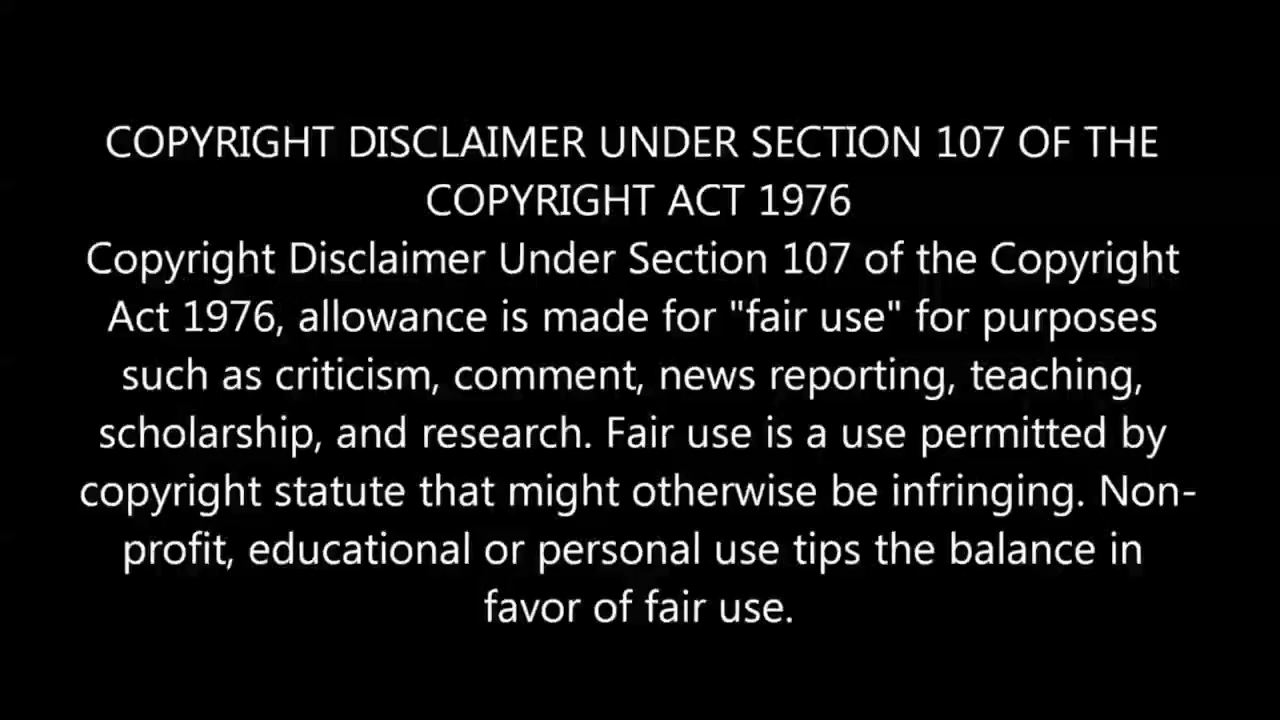 COPYRIGHT DISCLAIMER UNDER SECTION 107 OF THE
COPYRIGHT ACT 1976
Copyright Disclaimer Under Section 107 of the Copyright
Act 1976, allowance is made for "fair use" for purposes
such as criticism, comment, news reporting, teaching,
scholarship, and research. Fair use is a use permitted by
copyright statute that might otherwise be infringing. Non-
profit, educational or personal use tips the balance in
favor of fair use.